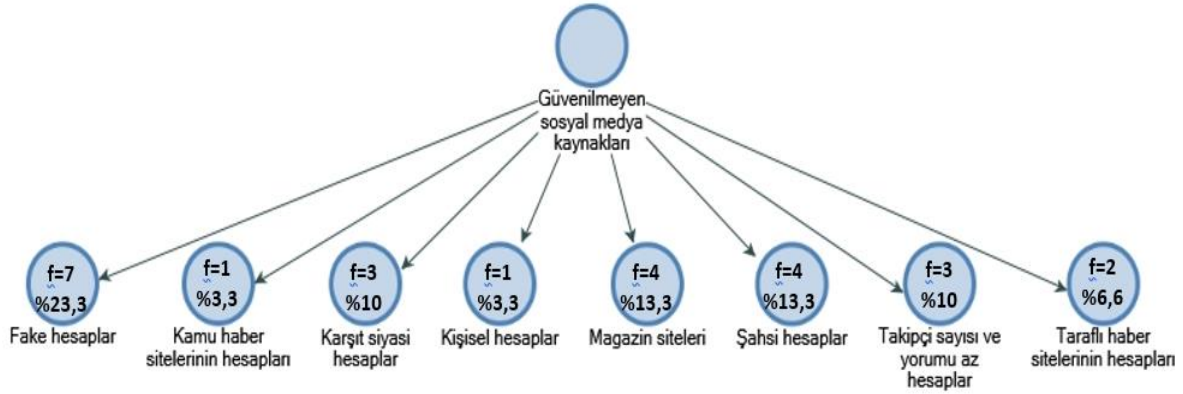 Güvenilmeyen
sosyal medya
kaynakları
f=7
%23,3
Fake hesaplar
f=1
%3,3
Kamu haber
sitelerinin hesapları
f=3
%10
Karşıt siyasi
hesaplar
f=1
%3,3
Kişisel hesaplar
f=4
%13,3
Magazin siteleri
f=4
%13,3
Şahsi hesaplar
f=3
%10
Takipçi sayısı ve
yorumu az
hesaplar
f=2
%6,6
Taraflı haber
sitelerinin hesapları